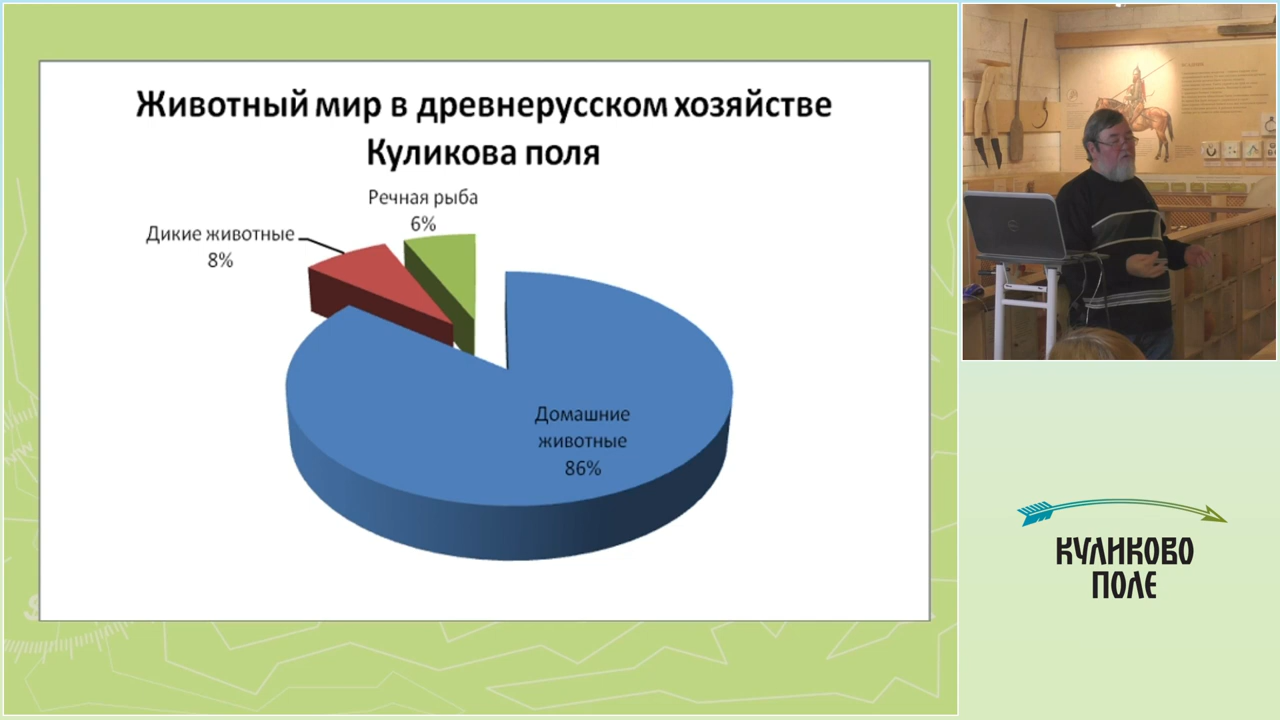 Животный мир в древнерусском хозяйстве
Куликова поля
Речная рыба
6%
Дикие животные
8%
Домашние
животные
86%
КУЛИКОВО
ПОЛЕ